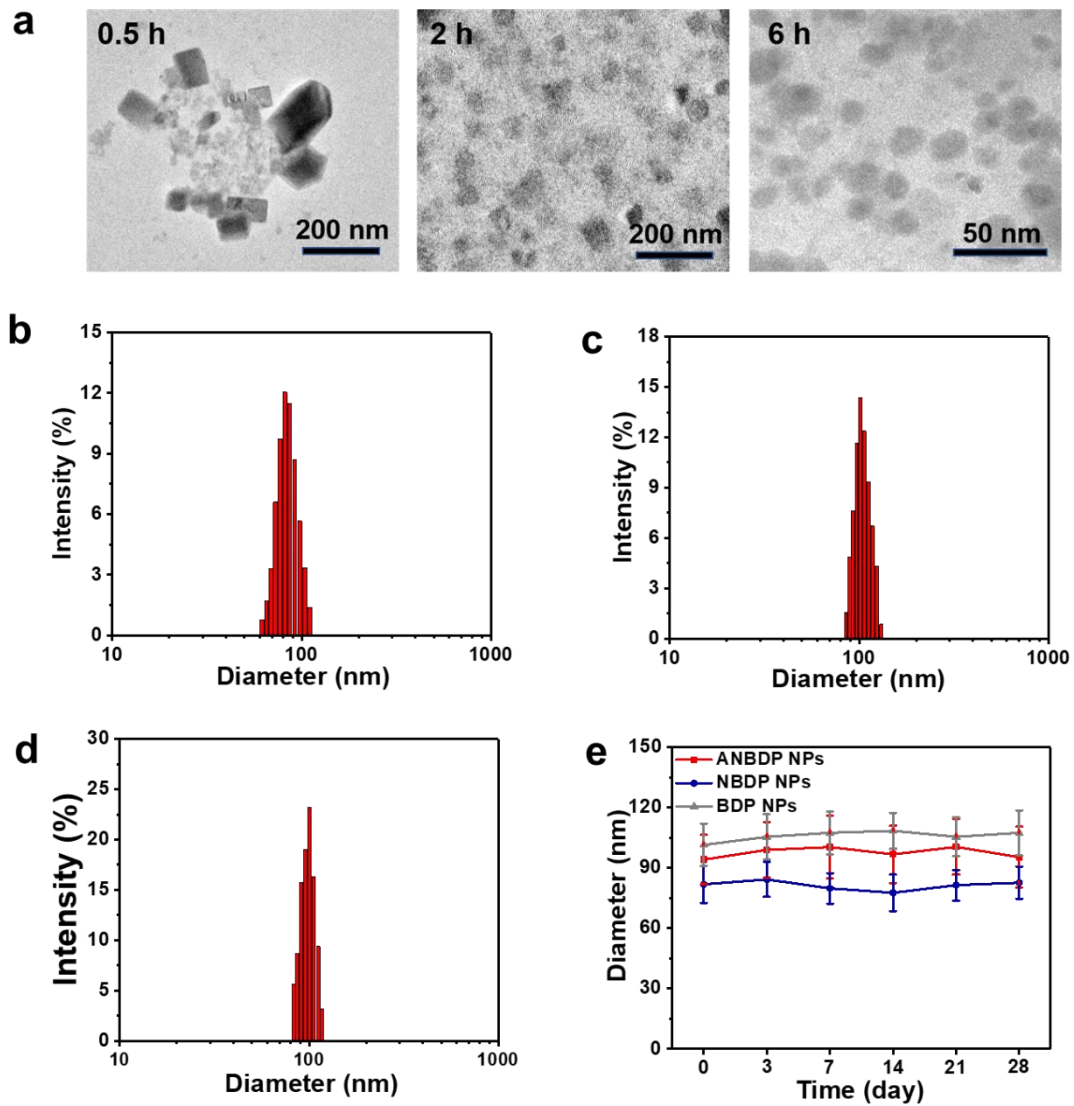 a
0.5 h
2 h
6 h
200 nm
200 nm
50 nm
b
15
12
9
6
3
0
10
100
1000
Intensity (%)
Diameter (nm)
c
18
15
12
9
6
3
0
10
100
1000
Intensity (%)
Diameter (nm)
d
30
25
20
15
10
5
0
10
100
1000
Intensity (%)
Diameter (nm)
e
150
120
90
60
30
0
ANBDP NPs
NBDP NPs
BDP NPs
0
3
7
14
21
28
Diameter (nm)
Time (day)